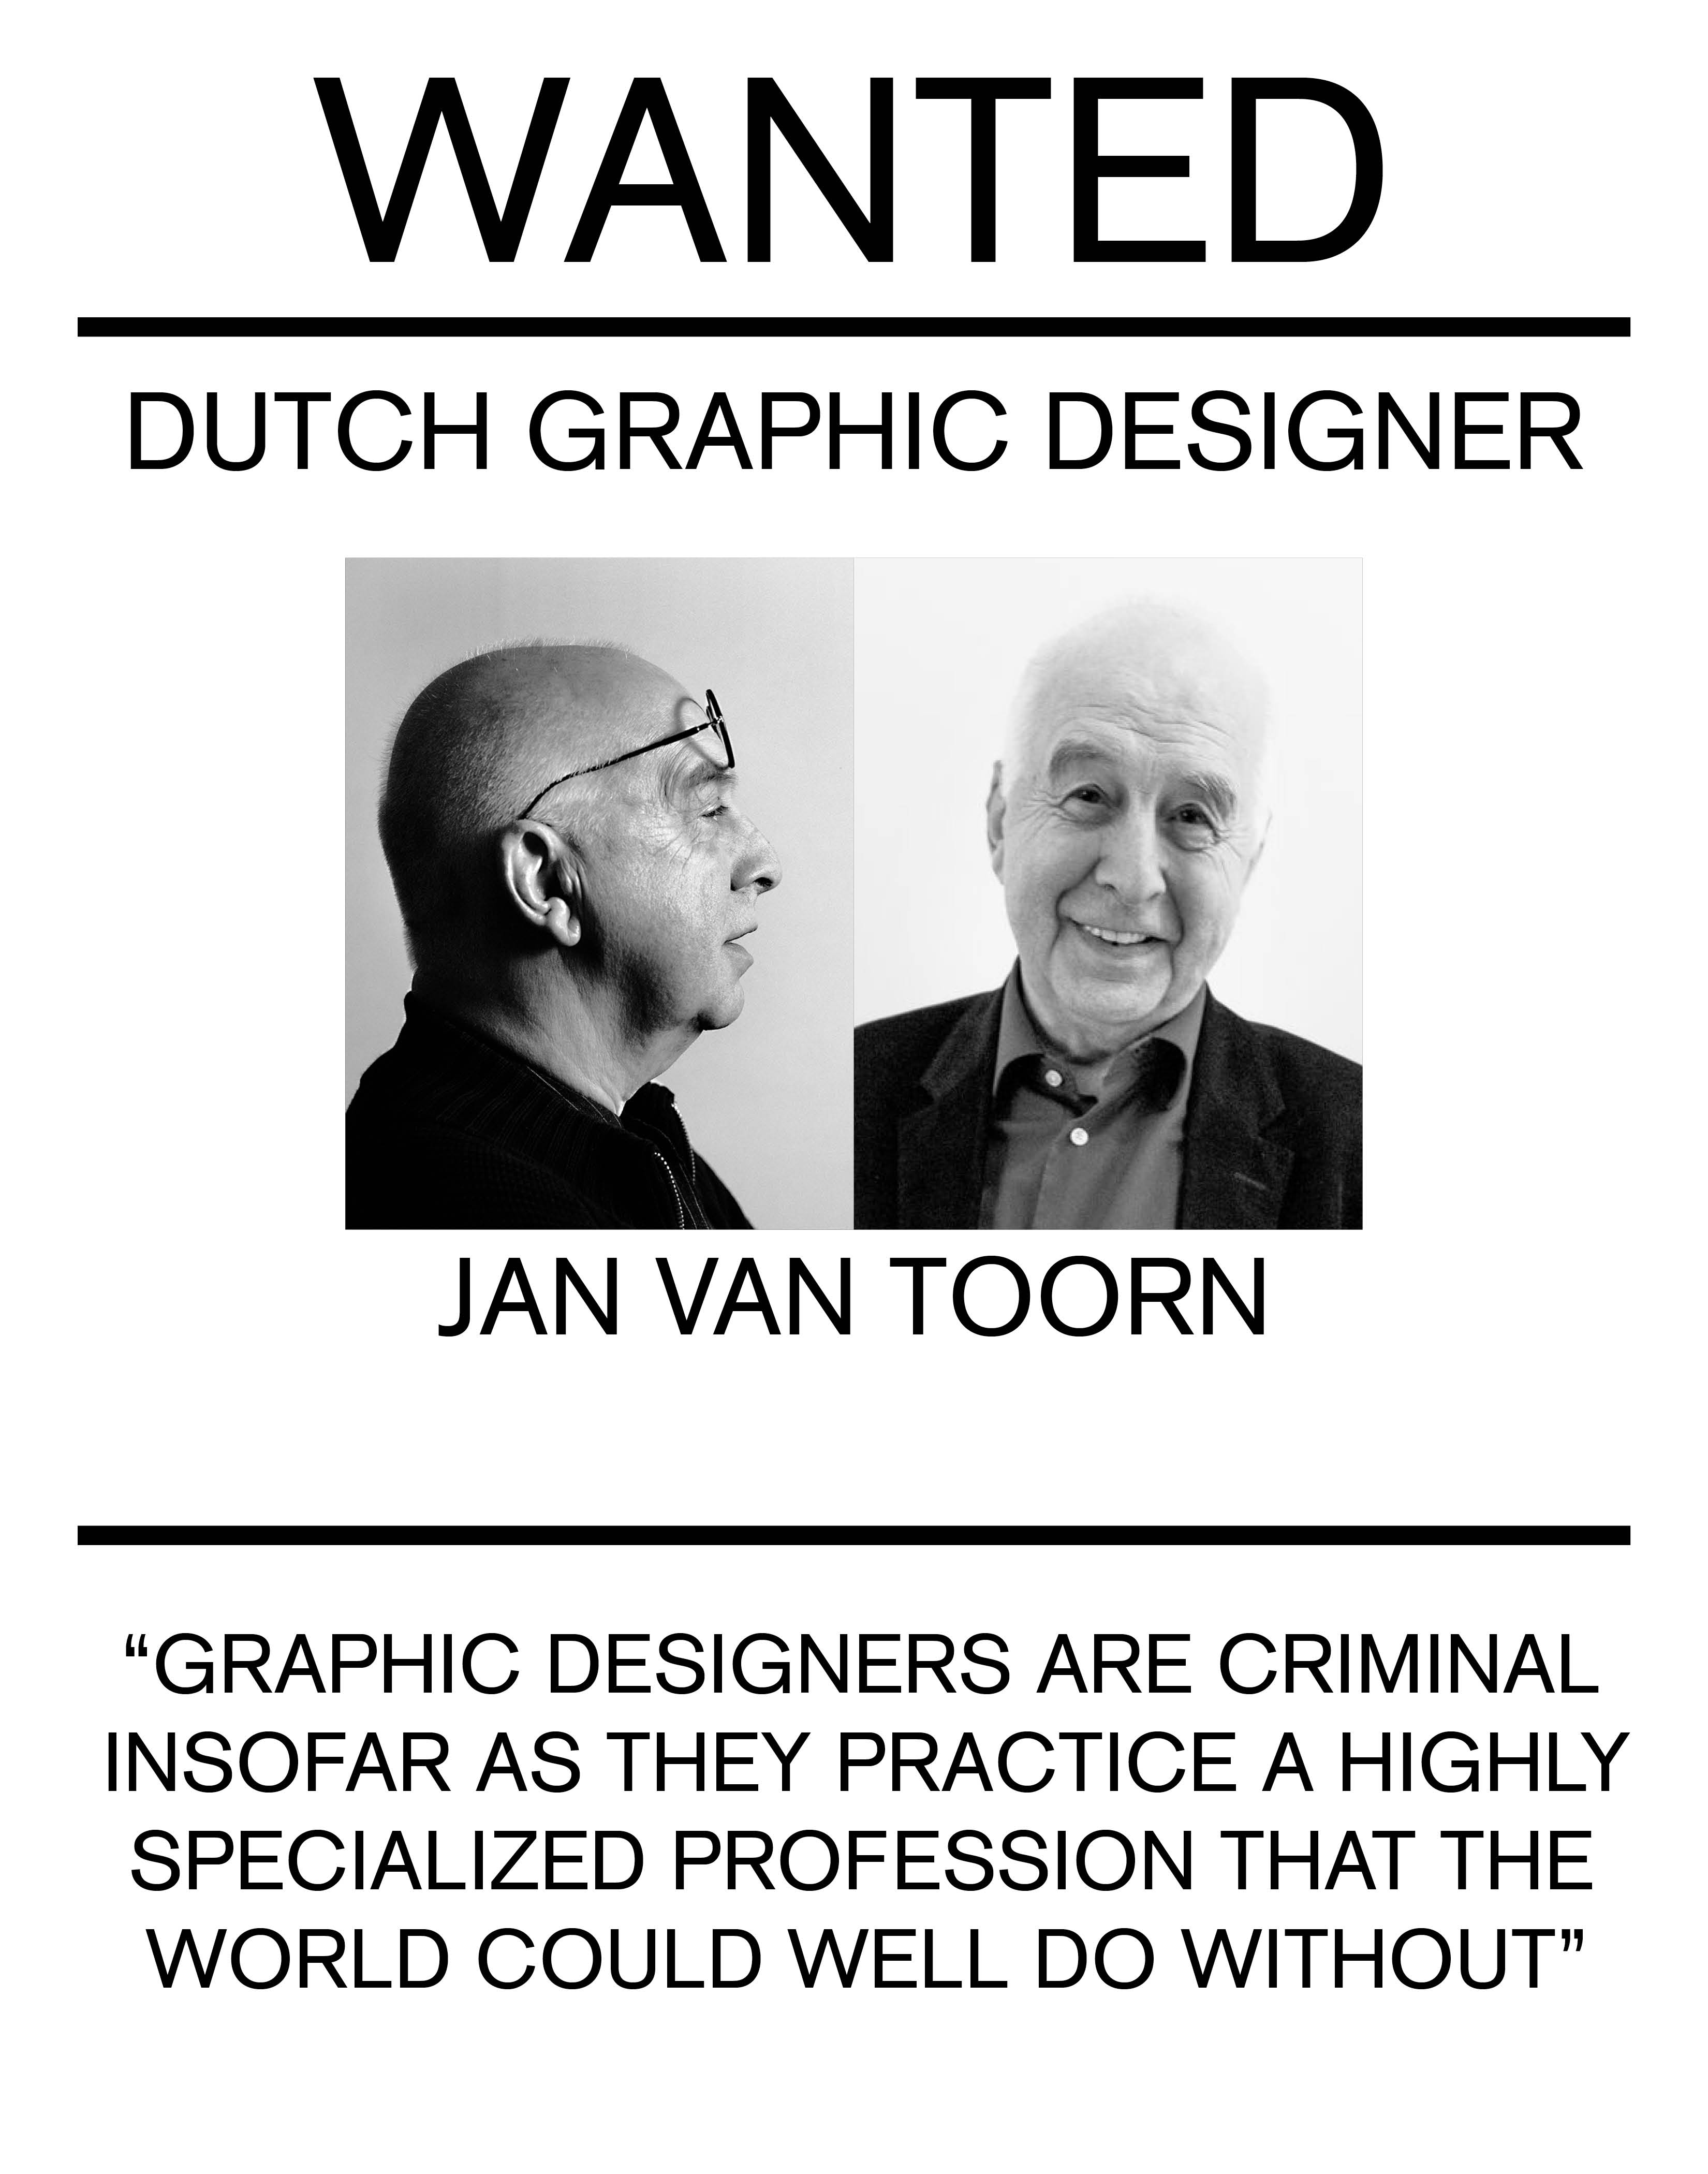 WANTED
DUTCH GRAPHIC DESIGNER
JAN VAN TOORN
“GRAPHIC DESIGNERS ARE CRIMINAL
INSOFAR AS THEY PRACTICE A HIGHLY
SPECIALIZED PROFESSION THAT THE
WORLD COULD WELL DO WITHOUT”